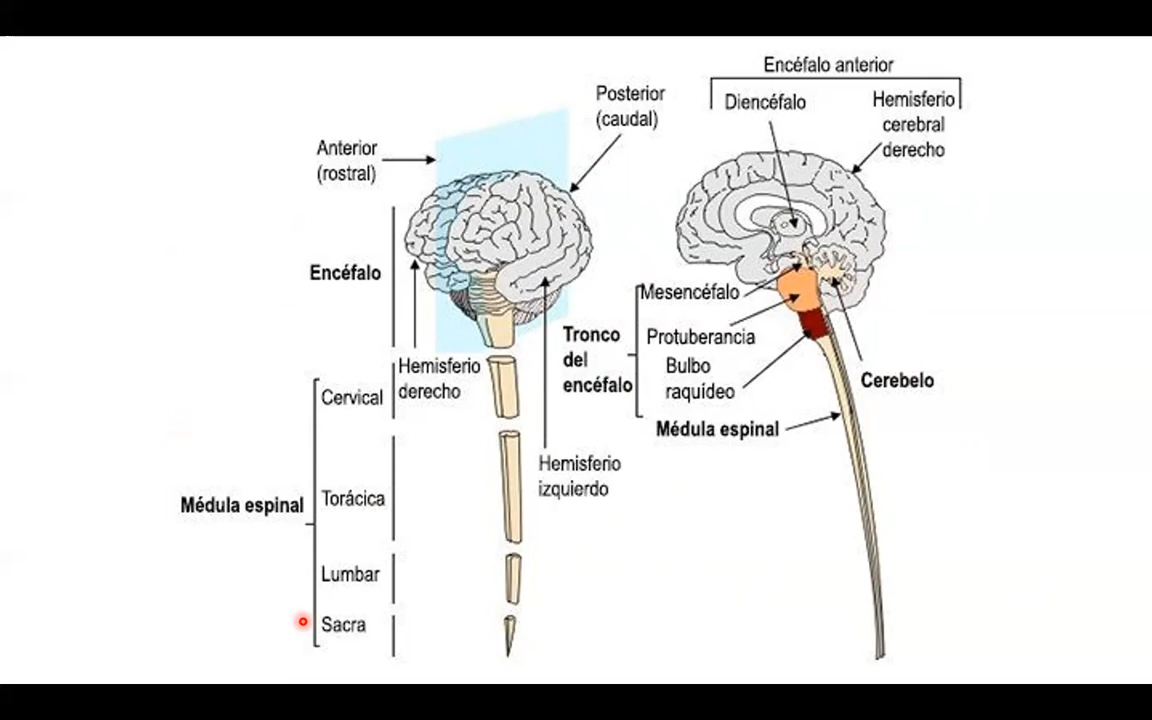 Anterior
(rostral)
Posterior
(caudal)
Encéfalo
Hemisferio
derecho
Hemisferio
izquierdo
Médula espinal
Cervical
Torácica
Lumbar
Sacra
Encéfalo anterior
Diencéfalo
Hemisferio
cerebral
derecho
Tronco
del
encéfalo
Mesencéfalo
Protuberancia
Bulbo
raquídeo
Médula espinal
Cerebelo